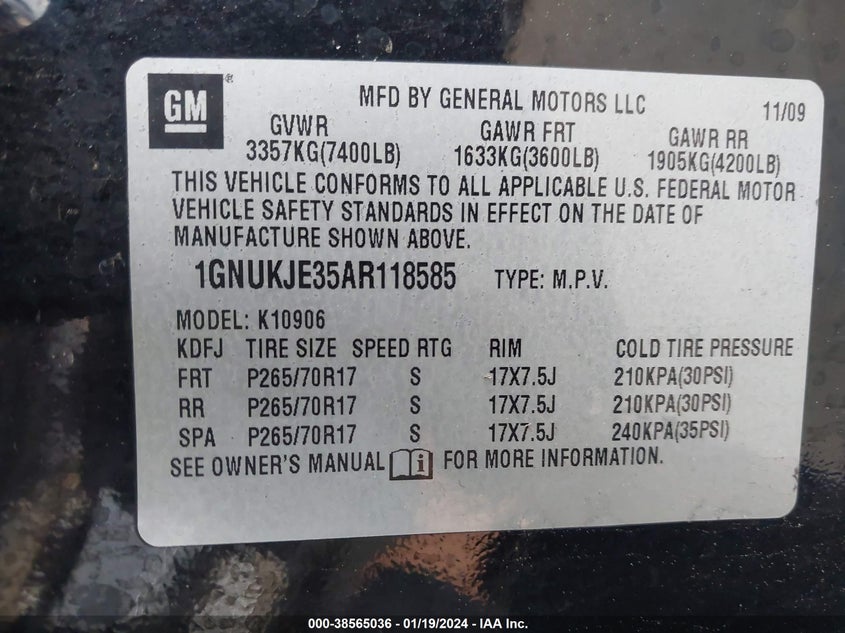 GM®
MFD BY GENERAL MOTORS LLC 11/09
GVWR GAWR FRT GAWR RR
3357KG(7400LB) 1633KG(3600LB) 1905KG(4200LB)
THIS VEHICLE CONFORMS TO ALL APPLICABLE U.S. FEDERAL MOTOR
VEHICLE SAFETY STANDARDS IN EFFECT ON THE DATE OF
MANUFACTURE SHOWN ABOVE.
1GNUKJE35AR118585 TYPE: M.P.V.
MODEL: K10906
KDFJ TIRE SIZE SPEED RTG RIM COLD TIRE PRESSURE
FRT P265/70R17 S 17X7.5J 210KPA(30PSI)
RR P265/70R17 S 17X7.5J 210KPA(30PSI)
SPA P265/70R17 S 17X7.5J 240KPA(35PSI)
SEE OWNER'S MANUAL i FOR MORE INFORMATION.
000-38565036 - 01/19/2024 - IAA Inc.